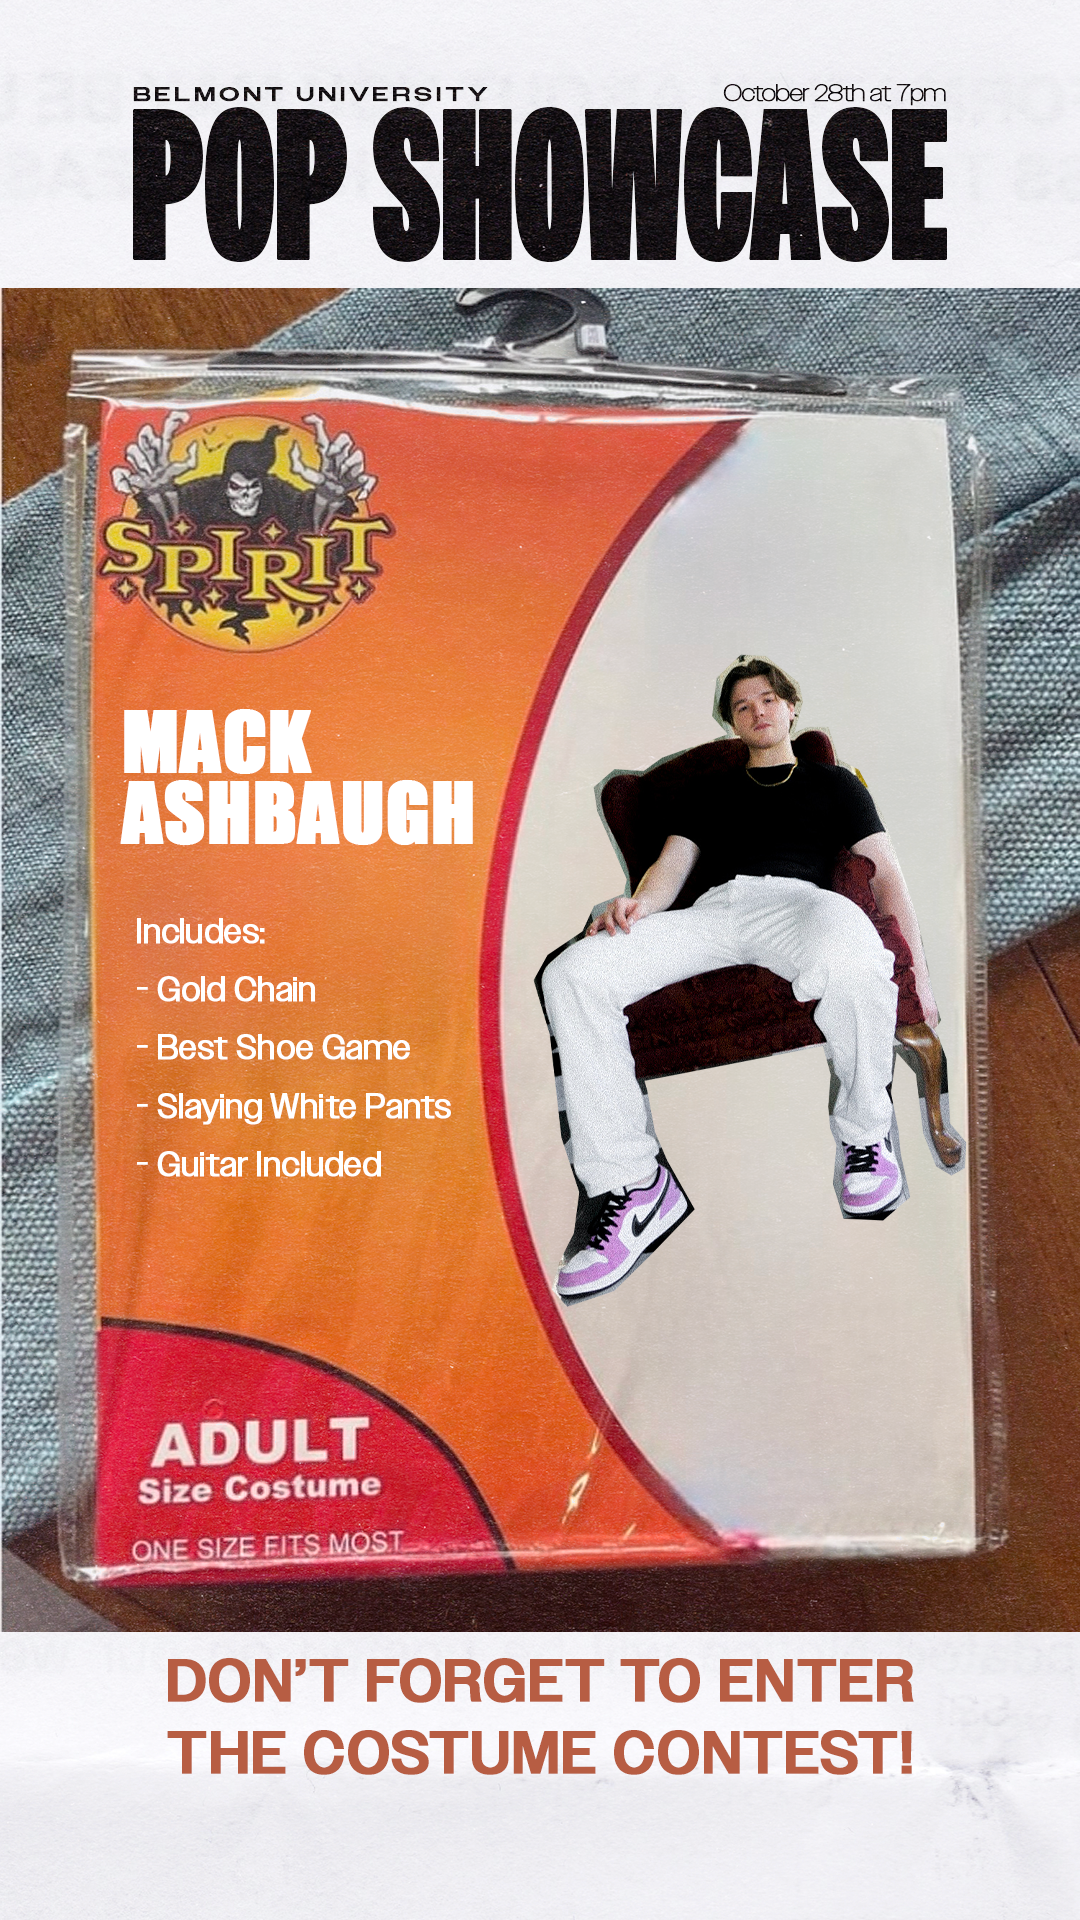 BELMONT UNIVERSITY
October 28th at 7pm
POP SHOWCASE
SPIRIT
MACK
ASHBAUGH
Includes:
- Gold Chain
- Best Shoe Game
- Slaying White Pants
- Guitar Included
ADULT
Size Costume
ONE SIZE FITS MOST
DON'T FORGET TO ENTER
THE COSTUME CONTEST!